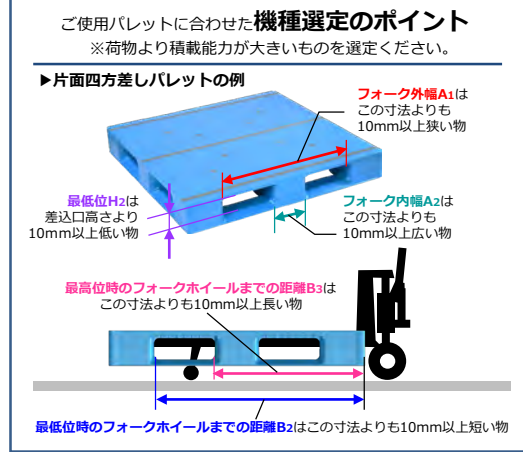 ご使用パレットに合わせた機種選定のポイント
※荷物より積載能力が大きいものを選定ください。
▶片面四方差しパレットの例
フォーク外幅A1は
この寸法よりも
10mm以上狭い物
最低位H2は
差込口高さより
10mm以上低い物
フォーク内幅A2は
この寸法よりも
10mm以上広い物
最高位時のフォークホイールまでの距離B3は
この寸法よりも10mm以上長い物
最低位時のフォークホイールまでの距離B2はこの寸法よりも10mm以上短い物